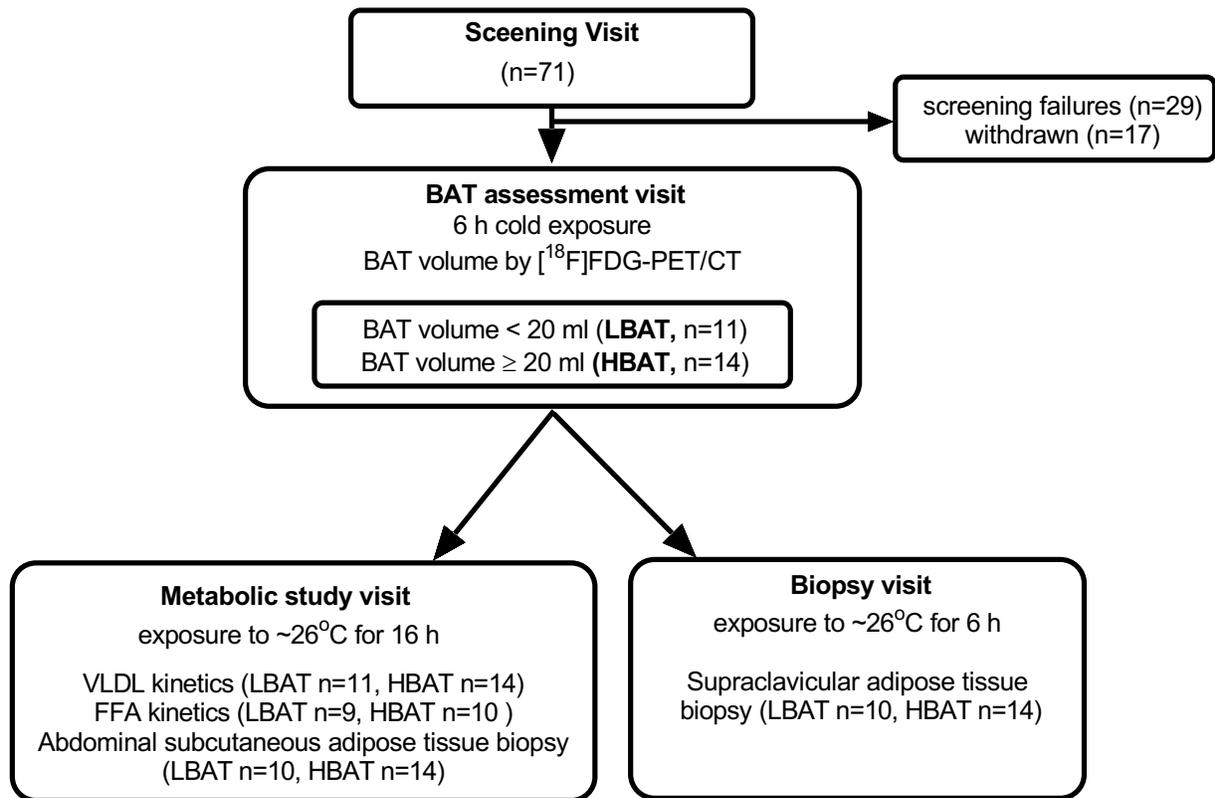 Sceening Visit
(n=71)
screening failures (n=29)
withdrawn (n=17)
BAT assessment visit
6 h cold exposure
BAT volume by [18F]FDG-PET/CT
BAT volume < 20 ml (LBAT, n=11)
BAT volume ≥ 20 ml (HBAT, n=14)
Metabolic study visit
exposure to ~26oC for 16 h
VLDL kinetics (LBAT n=11, HBAT n=14)
FFA kinetics (LBAT n=9, HBAT n=10 )
Abdominal subcutaneous adipose tissue biopsy
(LBAT n=10, HBAT n=14)
Biopsy visit
exposure to ~26oC for 6 h
Supraclavicular adipose tissue
biopsy (LBAT n=10, HBAT n=14)